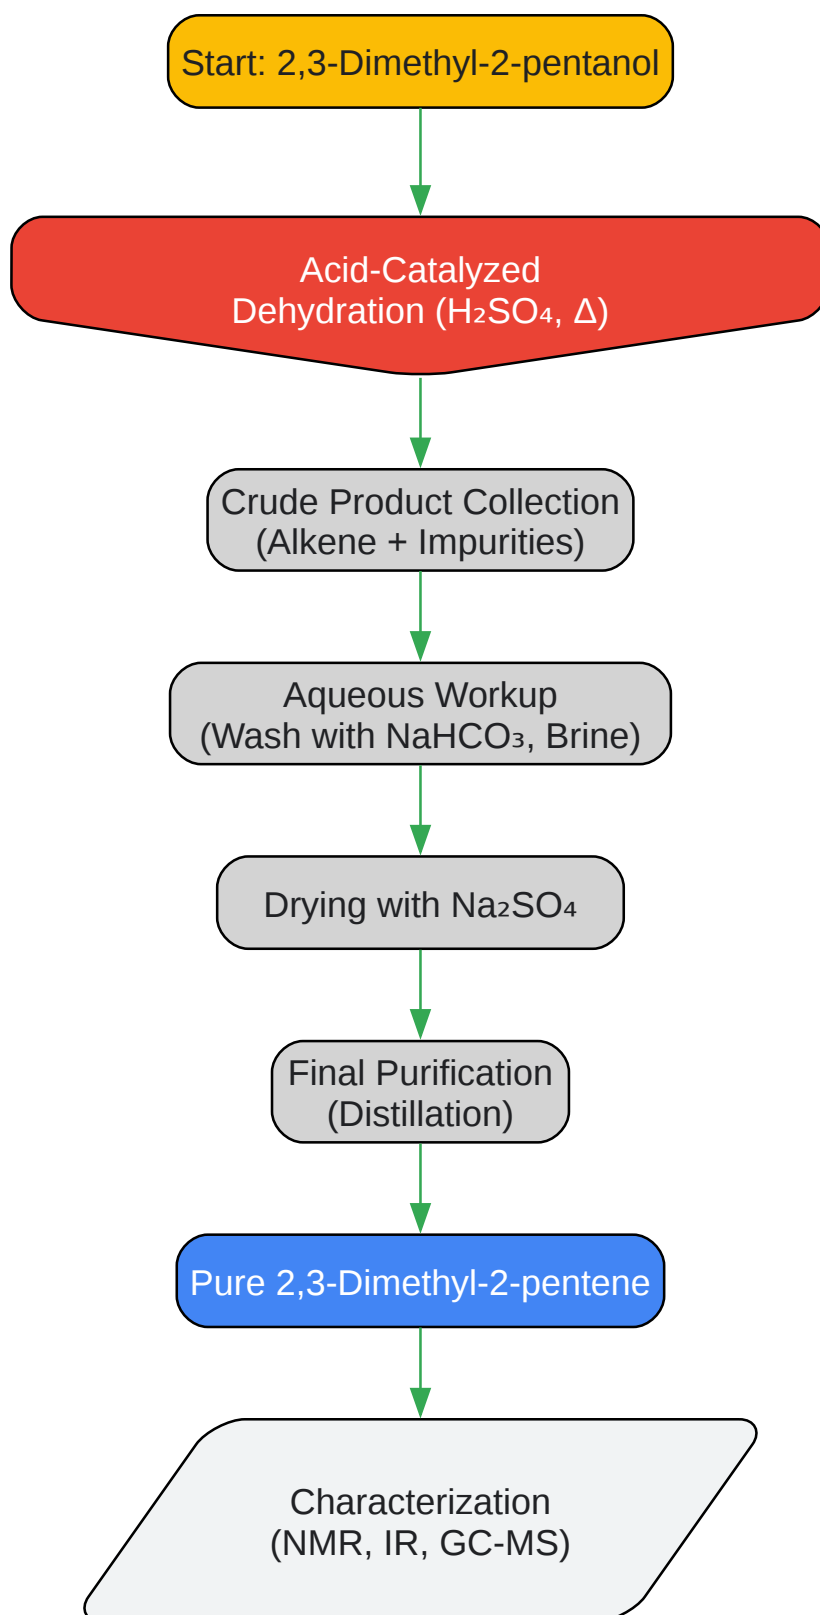 Start: 2,3-Dimethyl-2-pentanol
Acid-Catalyzed
Dehydration (H₂SO₄, Δ)
Crude Product Collection
(Alkene + Impurities)
Aqueous Workup
(Wash with NaHCO₃, Brine)
Drying with Na₂SO₄
Final Purification
(Distillation)
Pure 2,3-Dimethyl-2-pentene
Characterization
(NMR, IR, GC-MS)